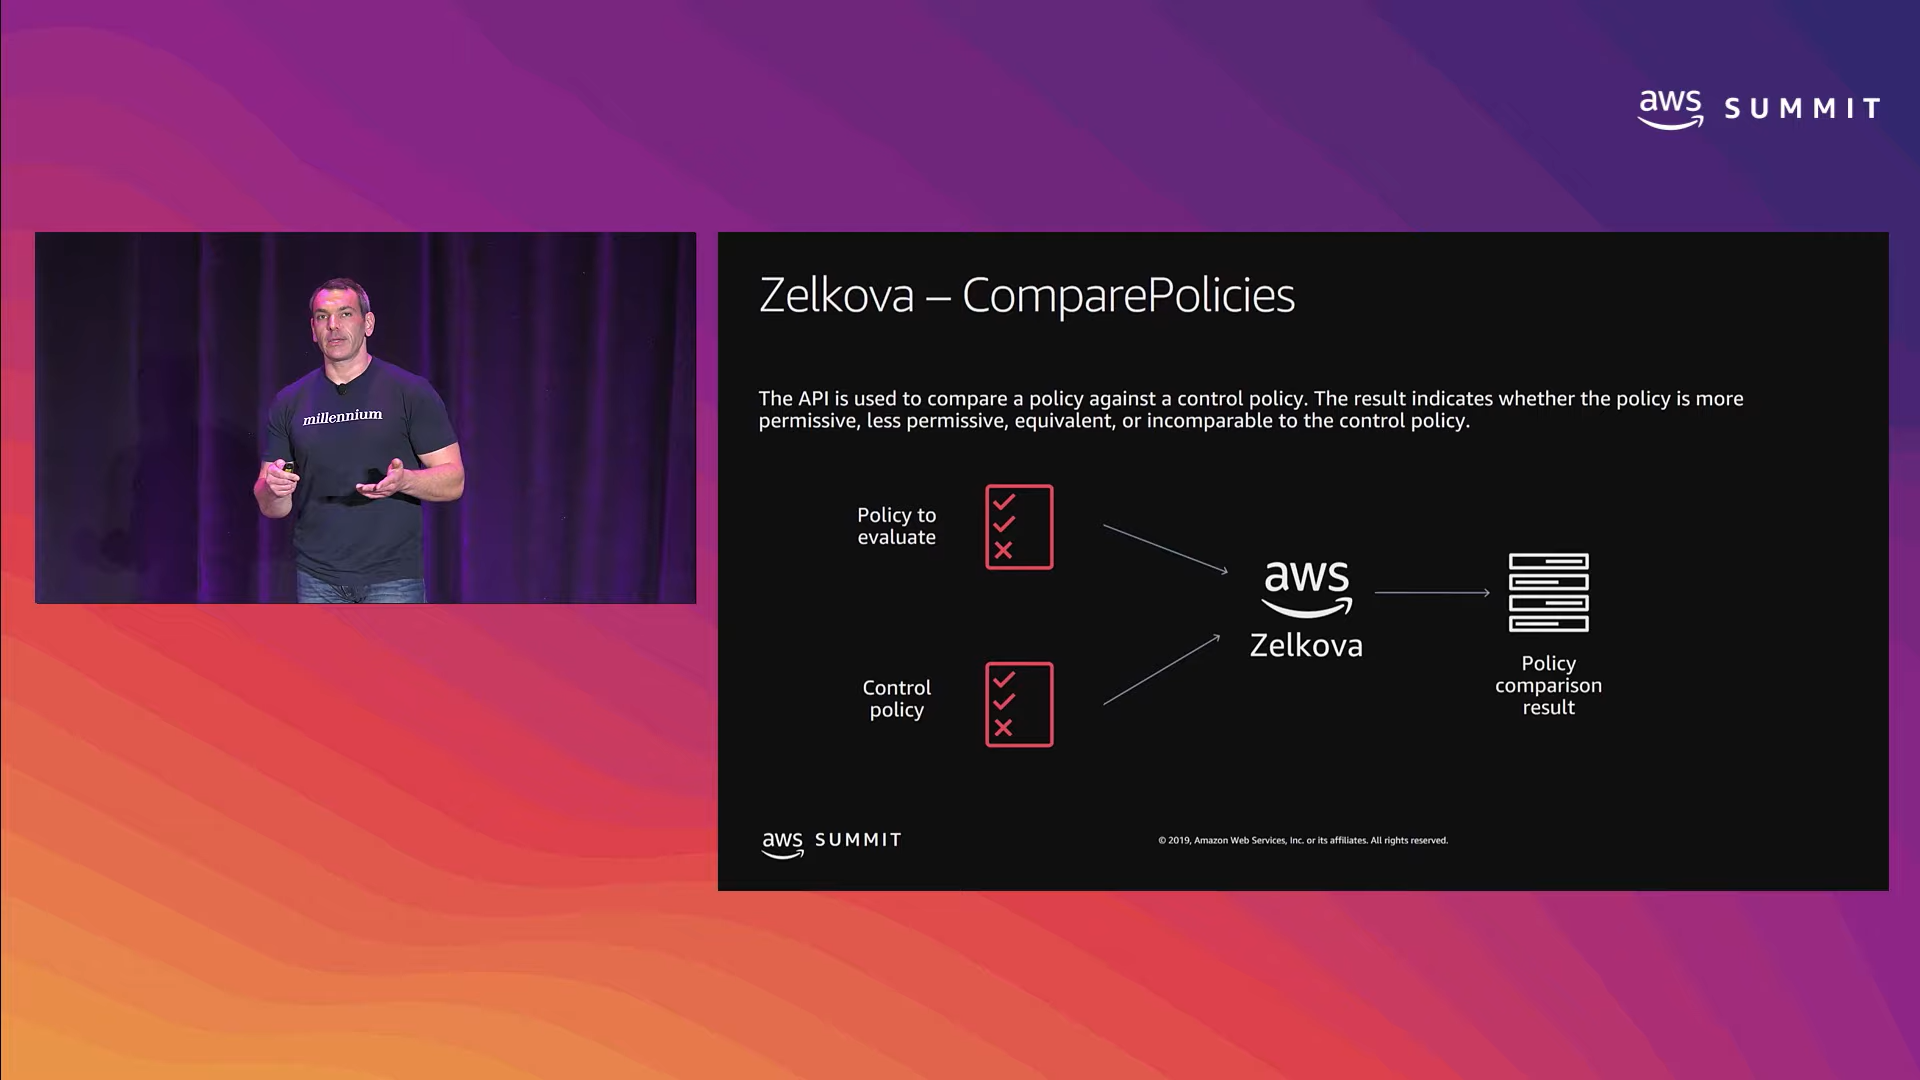 aws SUMMIT
millennium
Zelkova – ComparePolicies
The API is used to compare a policy against a control policy. The result indicates whether the policy is more
permissive, less permissive, equivalent, or incomparable to the control policy.
Policy to
evaluate
Control
policy
aws
Zelkova
Policy
comparison
result
aws SUMMIT
© 2019, Amazon Web Services, Inc. or its affiliates. All rights reserved.